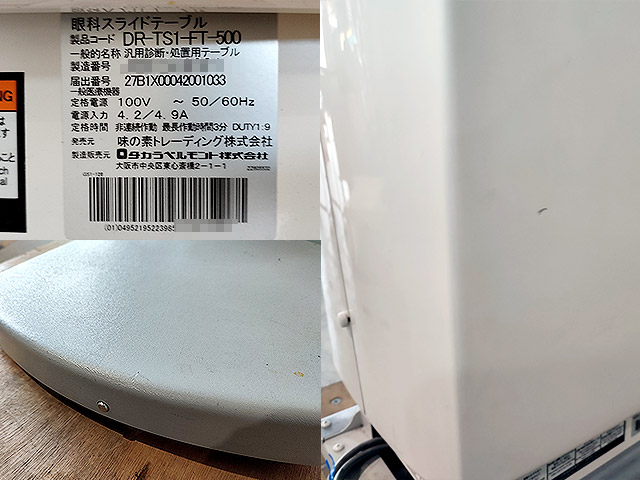 眼科スライドテーブル
製品コード DR-TS1-FT-500
一般的名称 汎用診断・処置用テーブル
製造番号
届出番号 27B1X00042001033
一般医療機器
定格電源 100V ～ 50/60Hz
電源入力 4.2/4.9A
定格時間 非連続作動 最長作動時間3分 DUTY1:9
発売元 味の素トレーディング株式会社
製造販売元 タカラベルモント株式会社
大阪市中央区東心斎橋2-1-1
(01)04952195223985
NG